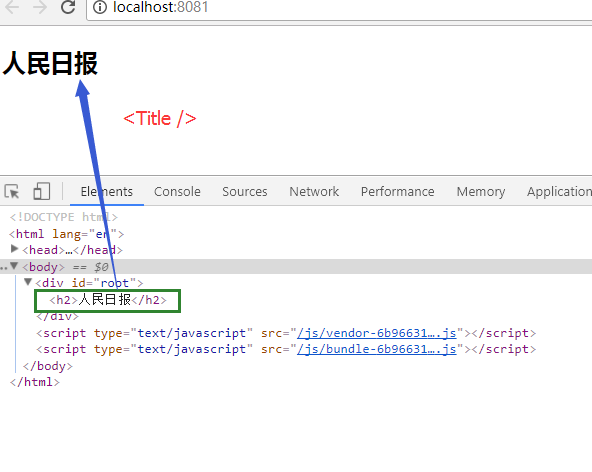 localhost:8081
人民日报
<Title />
Elements Console Sources Network Performance Memory Application
<!DOCTYPE html>
<html lang="en">
<head>…</head>
<body> == $0
<div id="root">
<h2>人民日报</h2>
</div>
<script type="text/javascript" src="/js/vendor-6b96631….js"></script>
<script type="text/javascript" src="/js/bundle-6b96631….js"></script>
</body>
</html>